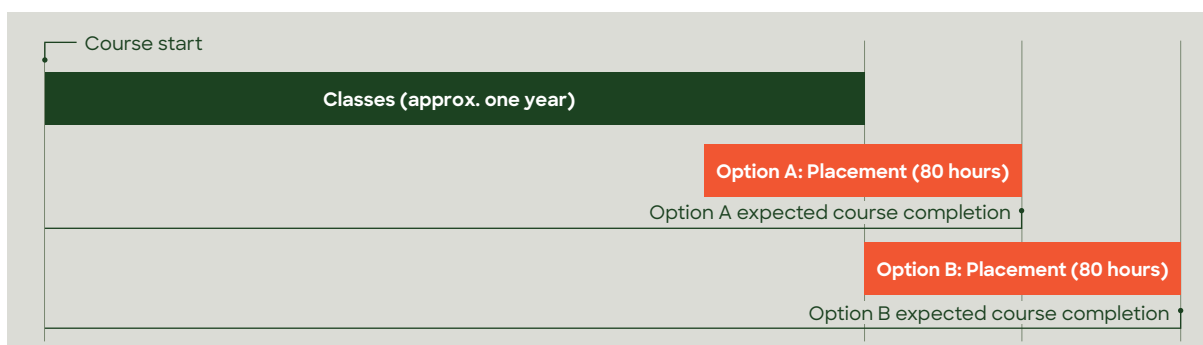 Course start
Classes (approx. one year)
Option A: Placement (80 hours)
Option A expected course completion
Option B: Placement (80 hours)
Option B expected course completion